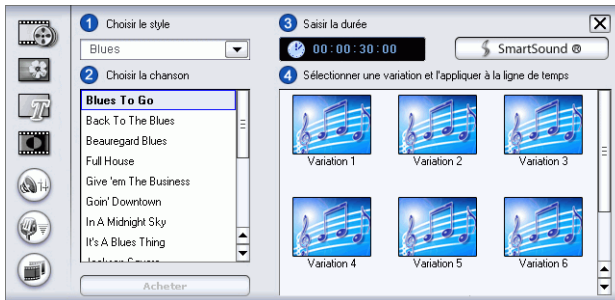 1 Choisir le style
Blues
2 Choisir la chanson
Blues To Go
Back To The Blues
Beauregard Blues
Full House
Give 'em The Business
Goin' Downtown
In A Midnight Sky
It's A Blues Thing
Acheter
3 Saisir la durée
00:00:30:00
SmartSound ®
4 Sélectionner une variation et l'appliquer à la ligne de temps
Variation 1
Variation 2
Variation 3
Variation 4
Variation 5
Variation 6